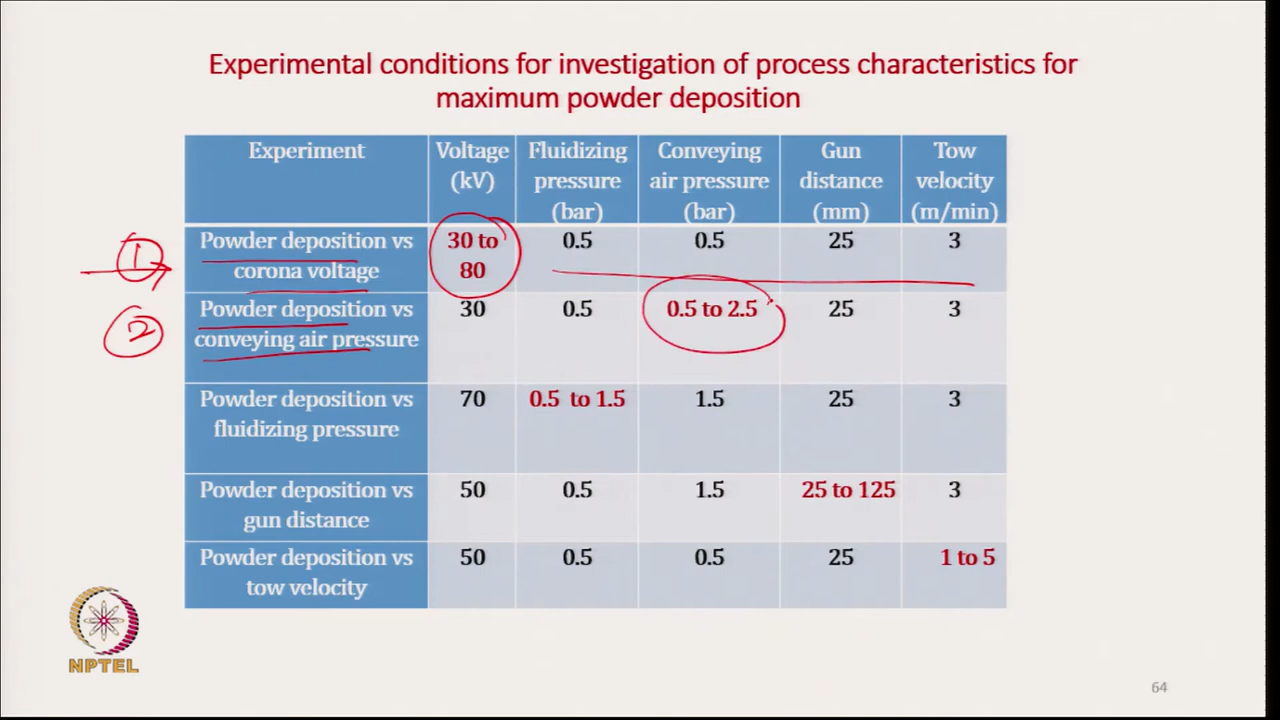 Experimental conditions for investigation of process characteristics for
maximum powder deposition
Experiment Voltage Fluidizing Conveying Gun Tow
(kV) pressure air pressure distance velocity
(bar) (bar) (mm) (m/min)
1 Powder deposition vs 30 to 0.5 0.5 25 3
corona voltage 80
2 Powder deposition vs 30 0.5 0.5 to 2.5 25 3
conveying air pressure
Powder deposition vs 70 0.5 to 1.5 1.5 25 3
fluidizing pressure
Powder deposition vs 50 0.5 1.5 25 to 125 3
gun distance
Powder deposition vs 50 0.5 0.5 25 1 to 5
tow velocity
NPTEL
64